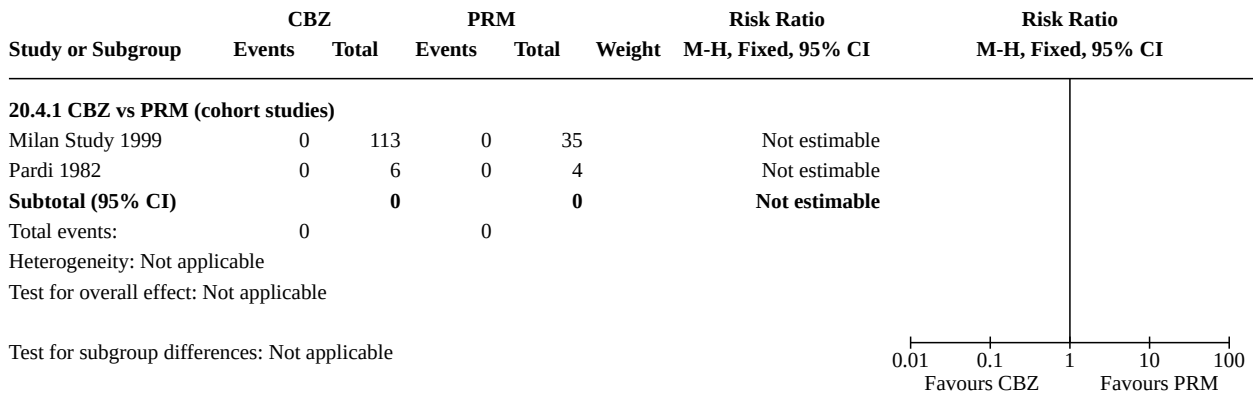 CBZ PRM Risk Ratio Risk Ratio
Study or Subgroup Events Total Events Total Weight M-H, Fixed, 95% CI M-H, Fixed, 95% CI
20.4.1 CBZ vs PRM (cohort studies)
Milan Study 1999 0 113 0 35 Not estimable
Pardi 1982 0 6 0 4 Not estimable
Subtotal (95% CI) 0 0 Not estimable
Total events: 0 0
Heterogeneity: Not applicable
Test for overall effect: Not applicable
Test for subgroup differences: Not applicable
0.01 0.1 1 10 100
Favours CBZ Favours PRM